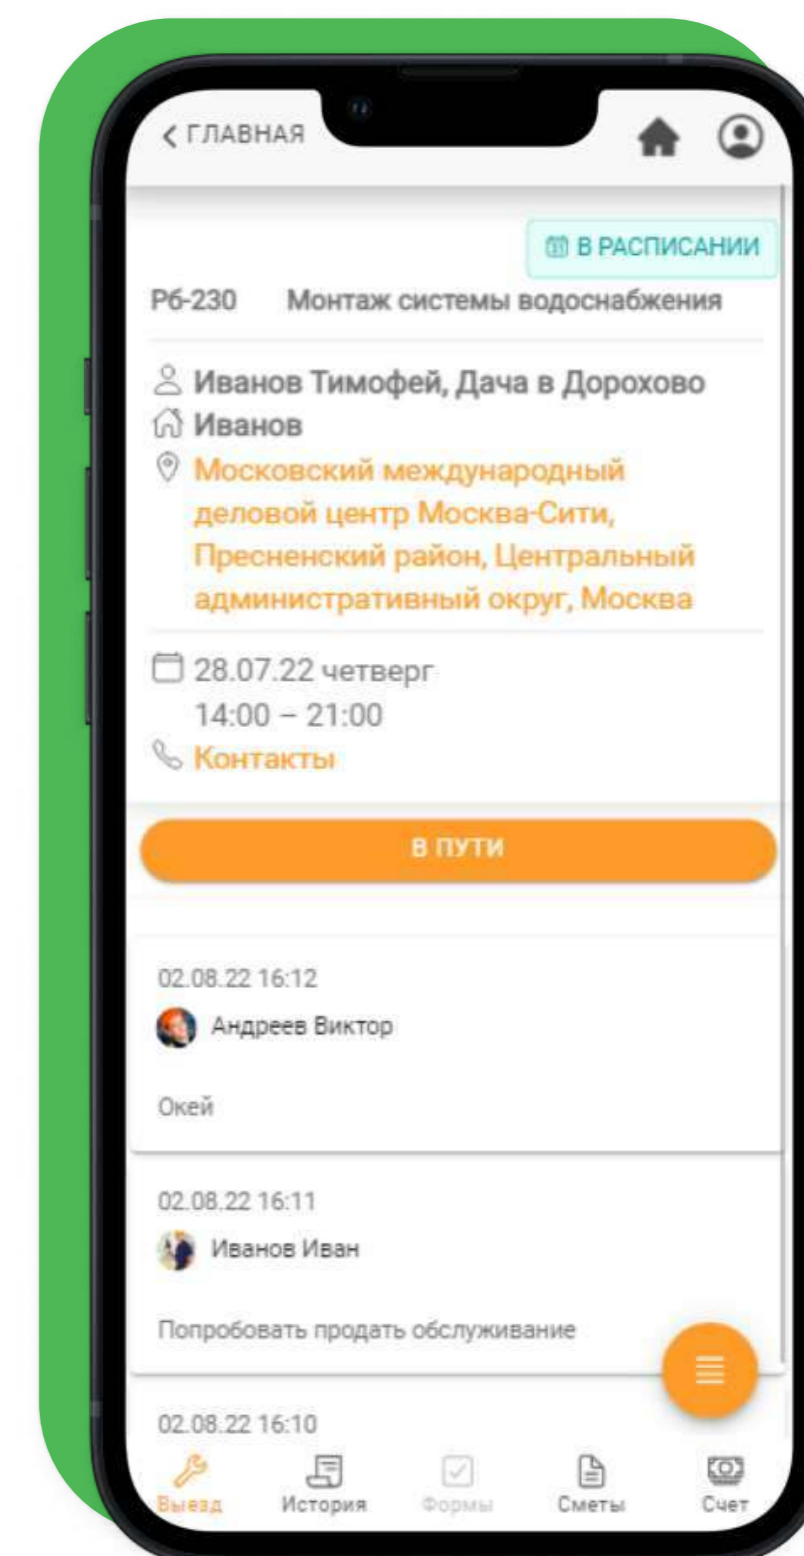 ГЛАВНАЯ
В РАСПИСАНИИ
Рб-230 Монтаж системы водоснабжения
Иванов Тимофей, Дача в Дорохово
Иванов
Московский международный
деловой центр Москва-Сити,
Пресненский район, Центральный
административный округ, Москва
28.07.22 четверг
14:00 – 21:00
Контакты
В ПУТИ
02.08.22 16:12
Андреев Виктор
Окей
02.08.22 16:11
Иванов Иван
Попробовать продать обслуживание
02.08.22 16:10
Выезд История Формы Сметы Счет